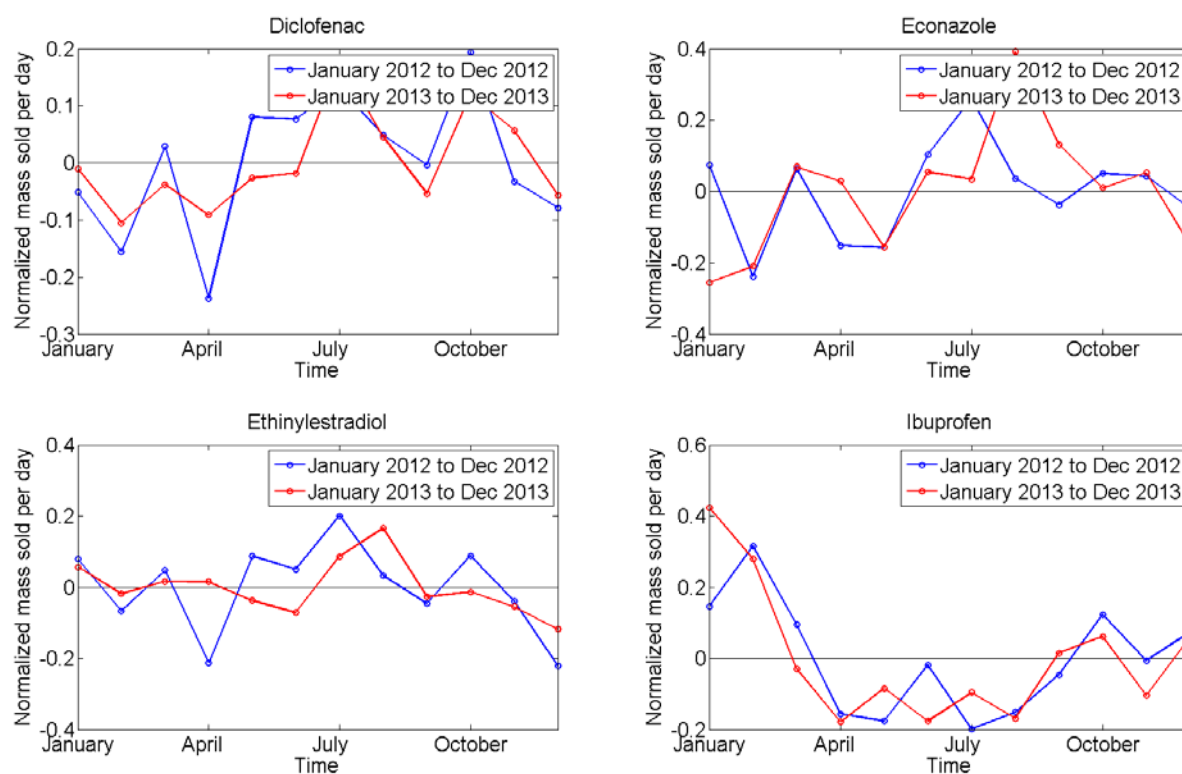 Diclofenac
Normalized mass sold per day
0.2
0.1
0
-0.1
-0.2
-0.3
January 2012 to Dec 2012
January 2013 to Dec 2013
January
April
July
October
Time
Econazole
Normalized mass sold per day
0.4
0.2
0
-0.2
-0.4
January 2012 to Dec 2012
January 2013 to Dec 2013
January
April
July
October
Time
Ethinylestradiol
Normalized mass sold per day
0.4
0.2
0
-0.2
-0.4
January 2012 to Dec 2012
January 2013 to Dec 2013
January
April
July
October
Time
Ibuprofen
Normalized mass sold per day
0.6
0.4
0.2
0
-0.2
January 2012 to Dec 2012
January 2013 to Dec 2013
January
April
July
October
Time